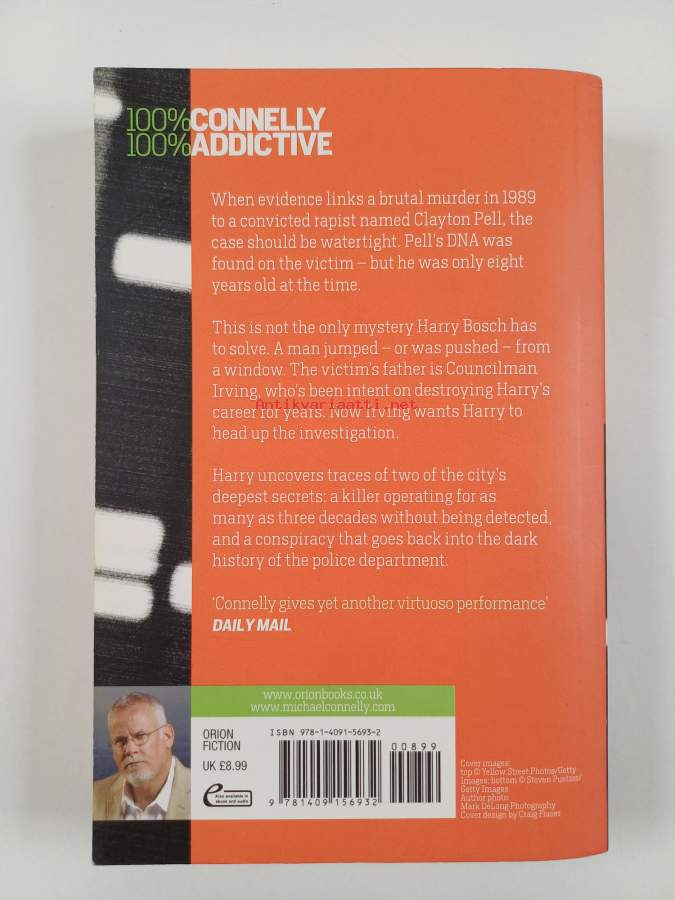 100%CONNELLY
100%ADDICTIVE
When evidence links a brutal murder in 1989
to a convicted rapist named Clayton Pell, the
case should be watertight. Pell's DNA was
found on the victim – but he was only eight
years old at the time.
This is not the only mystery Harry Bosch has
to solve. A man jumped – or was pushed – from
a window. The victim's father is Councilman
Irving, who's been intent on destroying Harry's
Antikvariaatti.net
career for years. Now Irving wants Harry to
head up the investigation.
Harry uncovers traces of two of the city's
deepest secrets: a killer operating for as
many as three decades without being detected,
and a conspiracy that goes back into the dark
history of the police department.
'Connelly gives yet another virtuoso performance'
DAILY MAIL
www.orionbooks.co.uk
www.michaelconnelly.com
ORION
FICTION
UK £8.99
ISBN 978-1-4091-5693-2
00899
9 781409 156932
e
Also available in
ebook and audio
Cover images:
top © Yellow Street Photos/Getty
Images; bottom © Steven Puetzer/
Getty Images
Author photo:
Mark DeLong Photography
Cover design by Craig Fraser